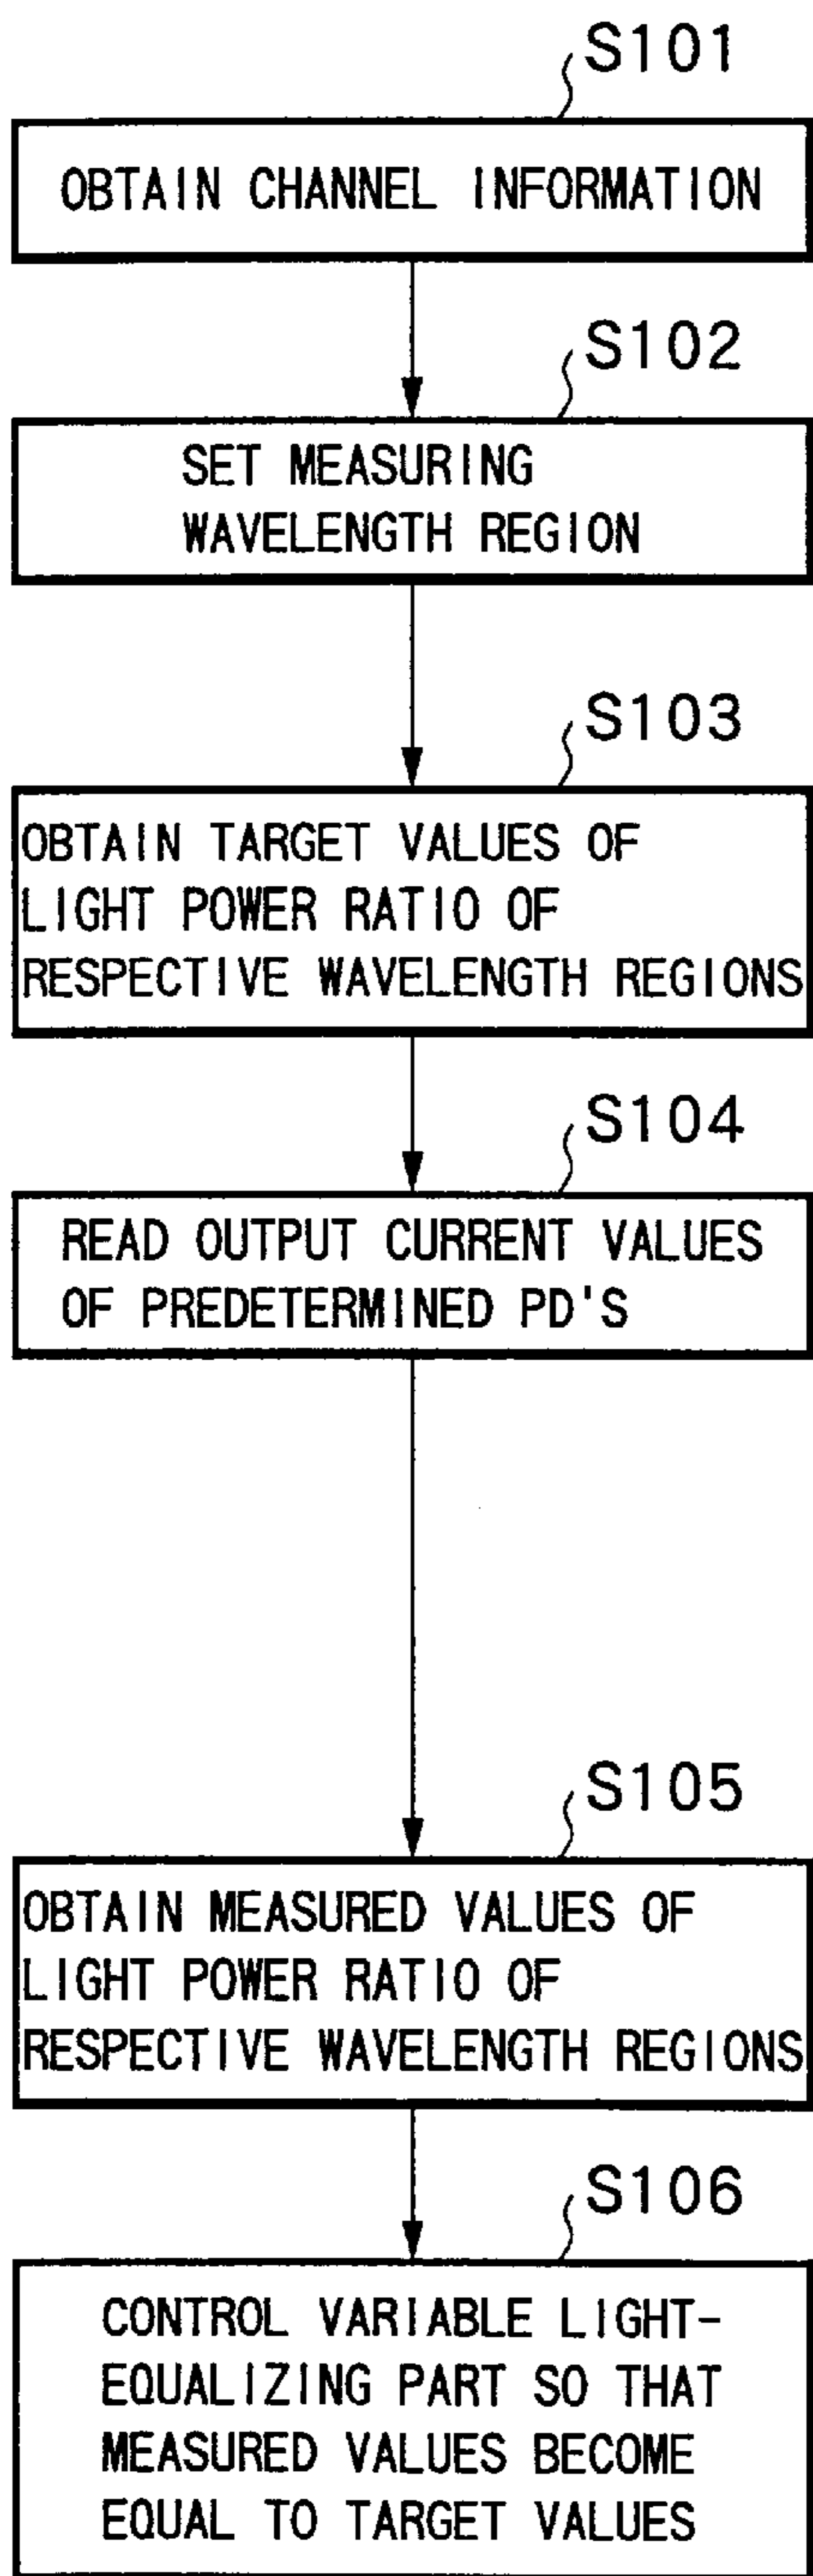 S101
OBTAIN CHANNEL INFORMATION
S102
SET MEASURING
WAVELENGTH REGION
S103
OBTAIN TARGET VALUES OF
LIGHT POWER RATIO OF
RESPECTIVE WAVELENGTH REGIONS
S104
READ OUTPUT CURRENT VALUES
OF PREDETERMINED PD'S
S105
OBTAIN MEASURED VALUES OF
LIGHT POWER RATIO OF
RESPECTIVE WAVELENGTH REGIONS
S106
CONTROL VARIABLE LIGHT-
EQUALIZING PART SO THAT
MEASURED VALUES BECOME
EQUAL TO TARGET VALUES